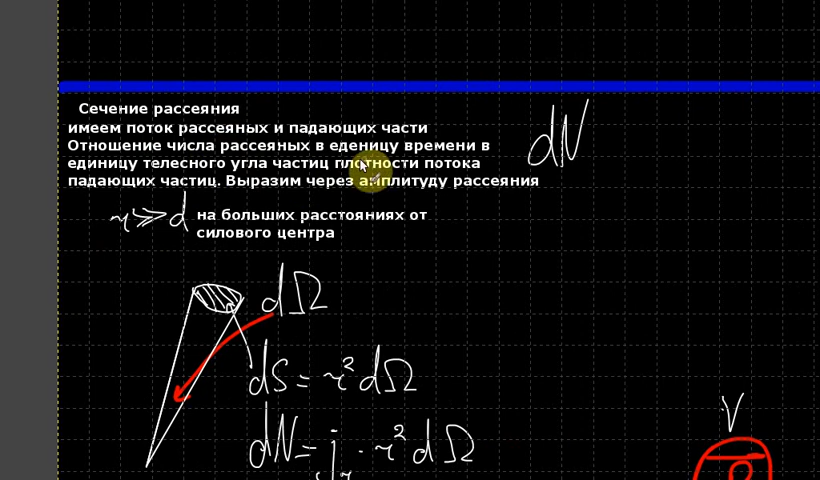 Сечение рассеяния
имеем поток рассеяных и падающих части
Отношение числа рассеяных в еденицу времени в
единицу телесного угла частиц плотности потока
падающих частиц. Выразим через амплитуду рассеяния
dN
r >> d на больших расстояниях от
силового центра
dΩ
dS = r² dΩ
dN = jr · r² dΩ
V